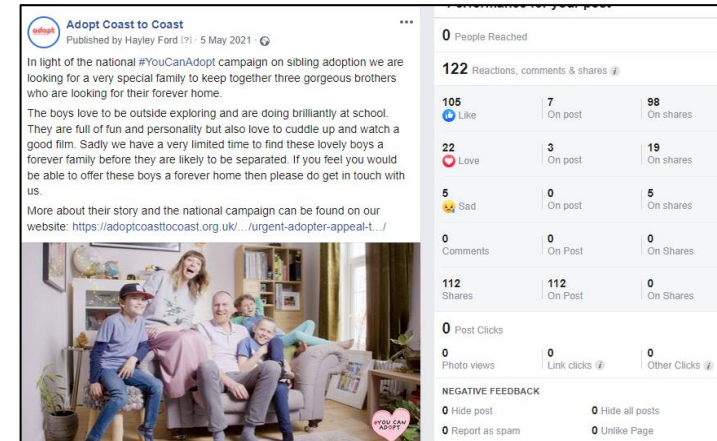 Performance for your post
adopt
Adopt Coast to Coast
Published by Hayley Ford [?] · 5 May 2021 ·
In light of the national #YouCanAdopt campaign on sibling adoption we are
looking for a very special family to keep together three gorgeous brothers
who are looking for their forever home.
The boys love to be outside exploring and are doing brilliantly at school.
They are full of fun and personality but also love to cuddle up and watch a
good film. Sadly we have a very limited time to find these lovely boys a
forever family before they are likely to be separated. If you feel you would
be able to offer these boys a forever home then please do get in touch with
us.
More about their story and the national campaign can be found on our
website: https://adoptcoasttocoast.org.uk/…/urgent-adopter-appeal-t…/
#YOU CAN
ADOPT
0 People Reached
122 Reactions, comments & shares
105 7 98
Like On post On shares
22 3 19
Love On post On shares
5 0 5
Sad On post On shares
0 0 0
Comments On Post On Shares
112 112 0
Shares On Post On Shares
0 Post Clicks
0 0 0
Photo views Link clicks Other Clicks
NEGATIVE FEEDBACK
0 Hide post 0 Hide all posts
0 Report as spam 0 Unlike Page